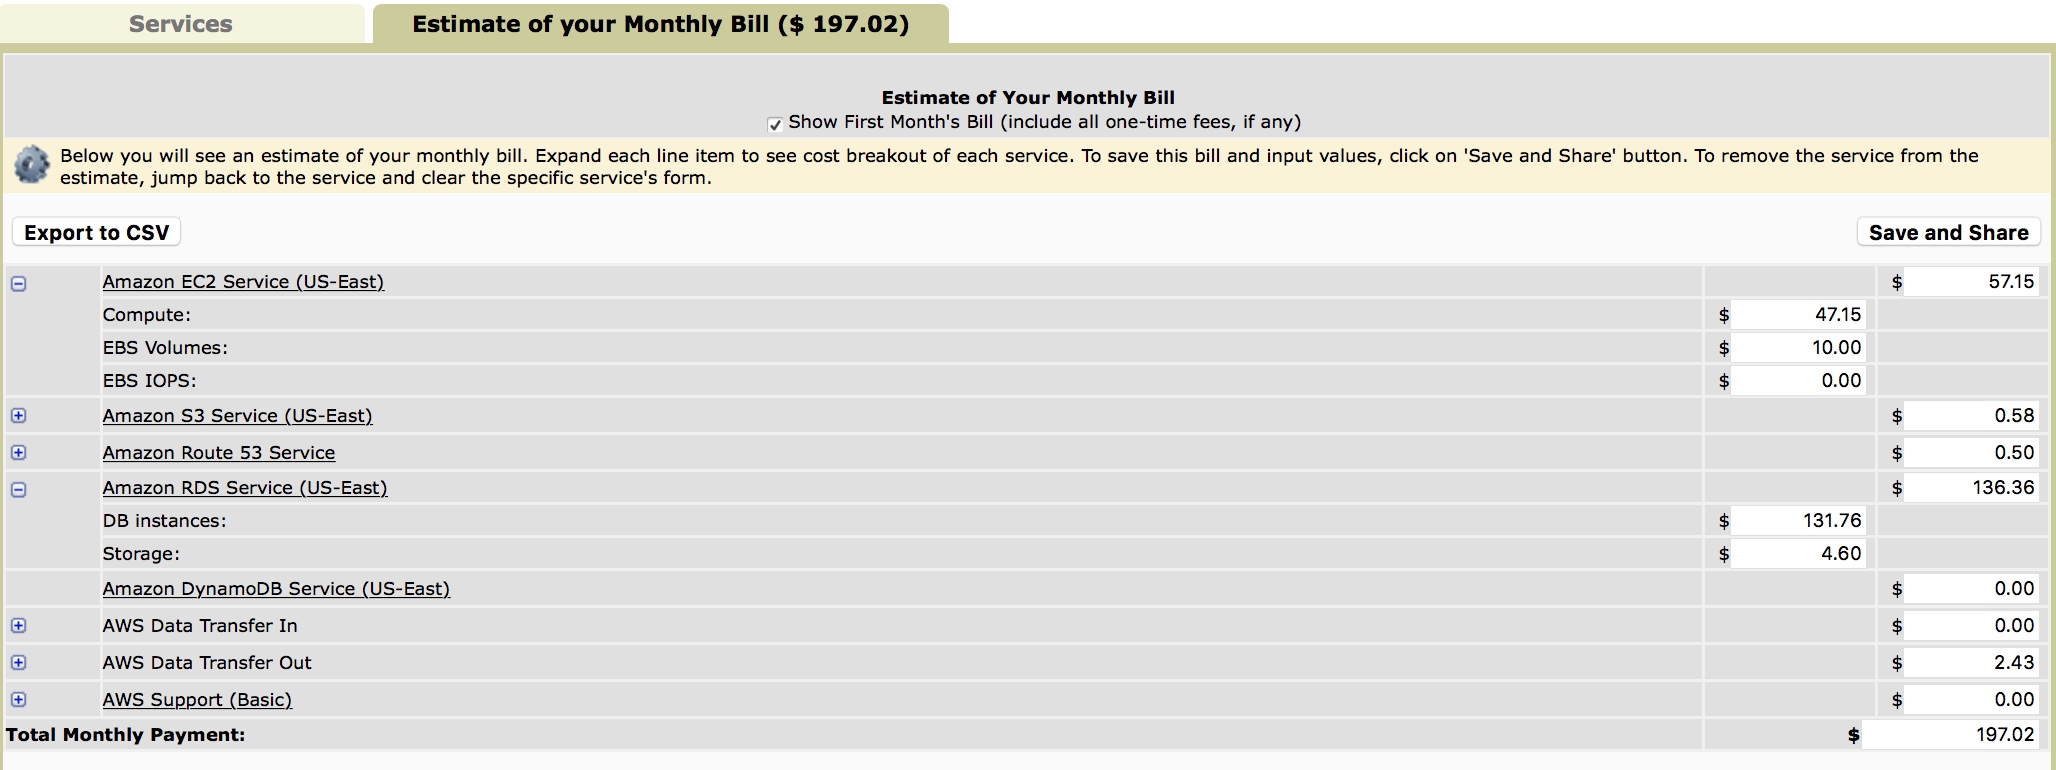 Services
Estimate of your Monthly Bill ($ 197.02)
Estimate of Your Monthly Bill
Show First Month's Bill (include all one-time fees, if any)
Below you will see an estimate of your monthly bill. Expand each line item to see cost breakout of each service. To save this bill and input values, click on 'Save and Share' button. To remove the service from the
estimate, jump back to the service and clear the specific service's form.
Export to CSV
Save and Share
Amazon EC2 Service (US-East) $ 57.15
Compute: $ 47.15
EBS Volumes: $ 10.00
EBS IOPS: $ 0.00
Amazon S3 Service (US-East) $ 0.58
Amazon Route 53 Service $ 0.50
Amazon RDS Service (US-East) $ 136.36
DB instances: $ 131.76
Storage: $ 4.60
Amazon DynamoDB Service (US-East) $ 0.00
AWS Data Transfer In $ 0.00
AWS Data Transfer Out $ 2.43
AWS Support (Basic) $ 0.00
Total Monthly Payment: $ 197.02